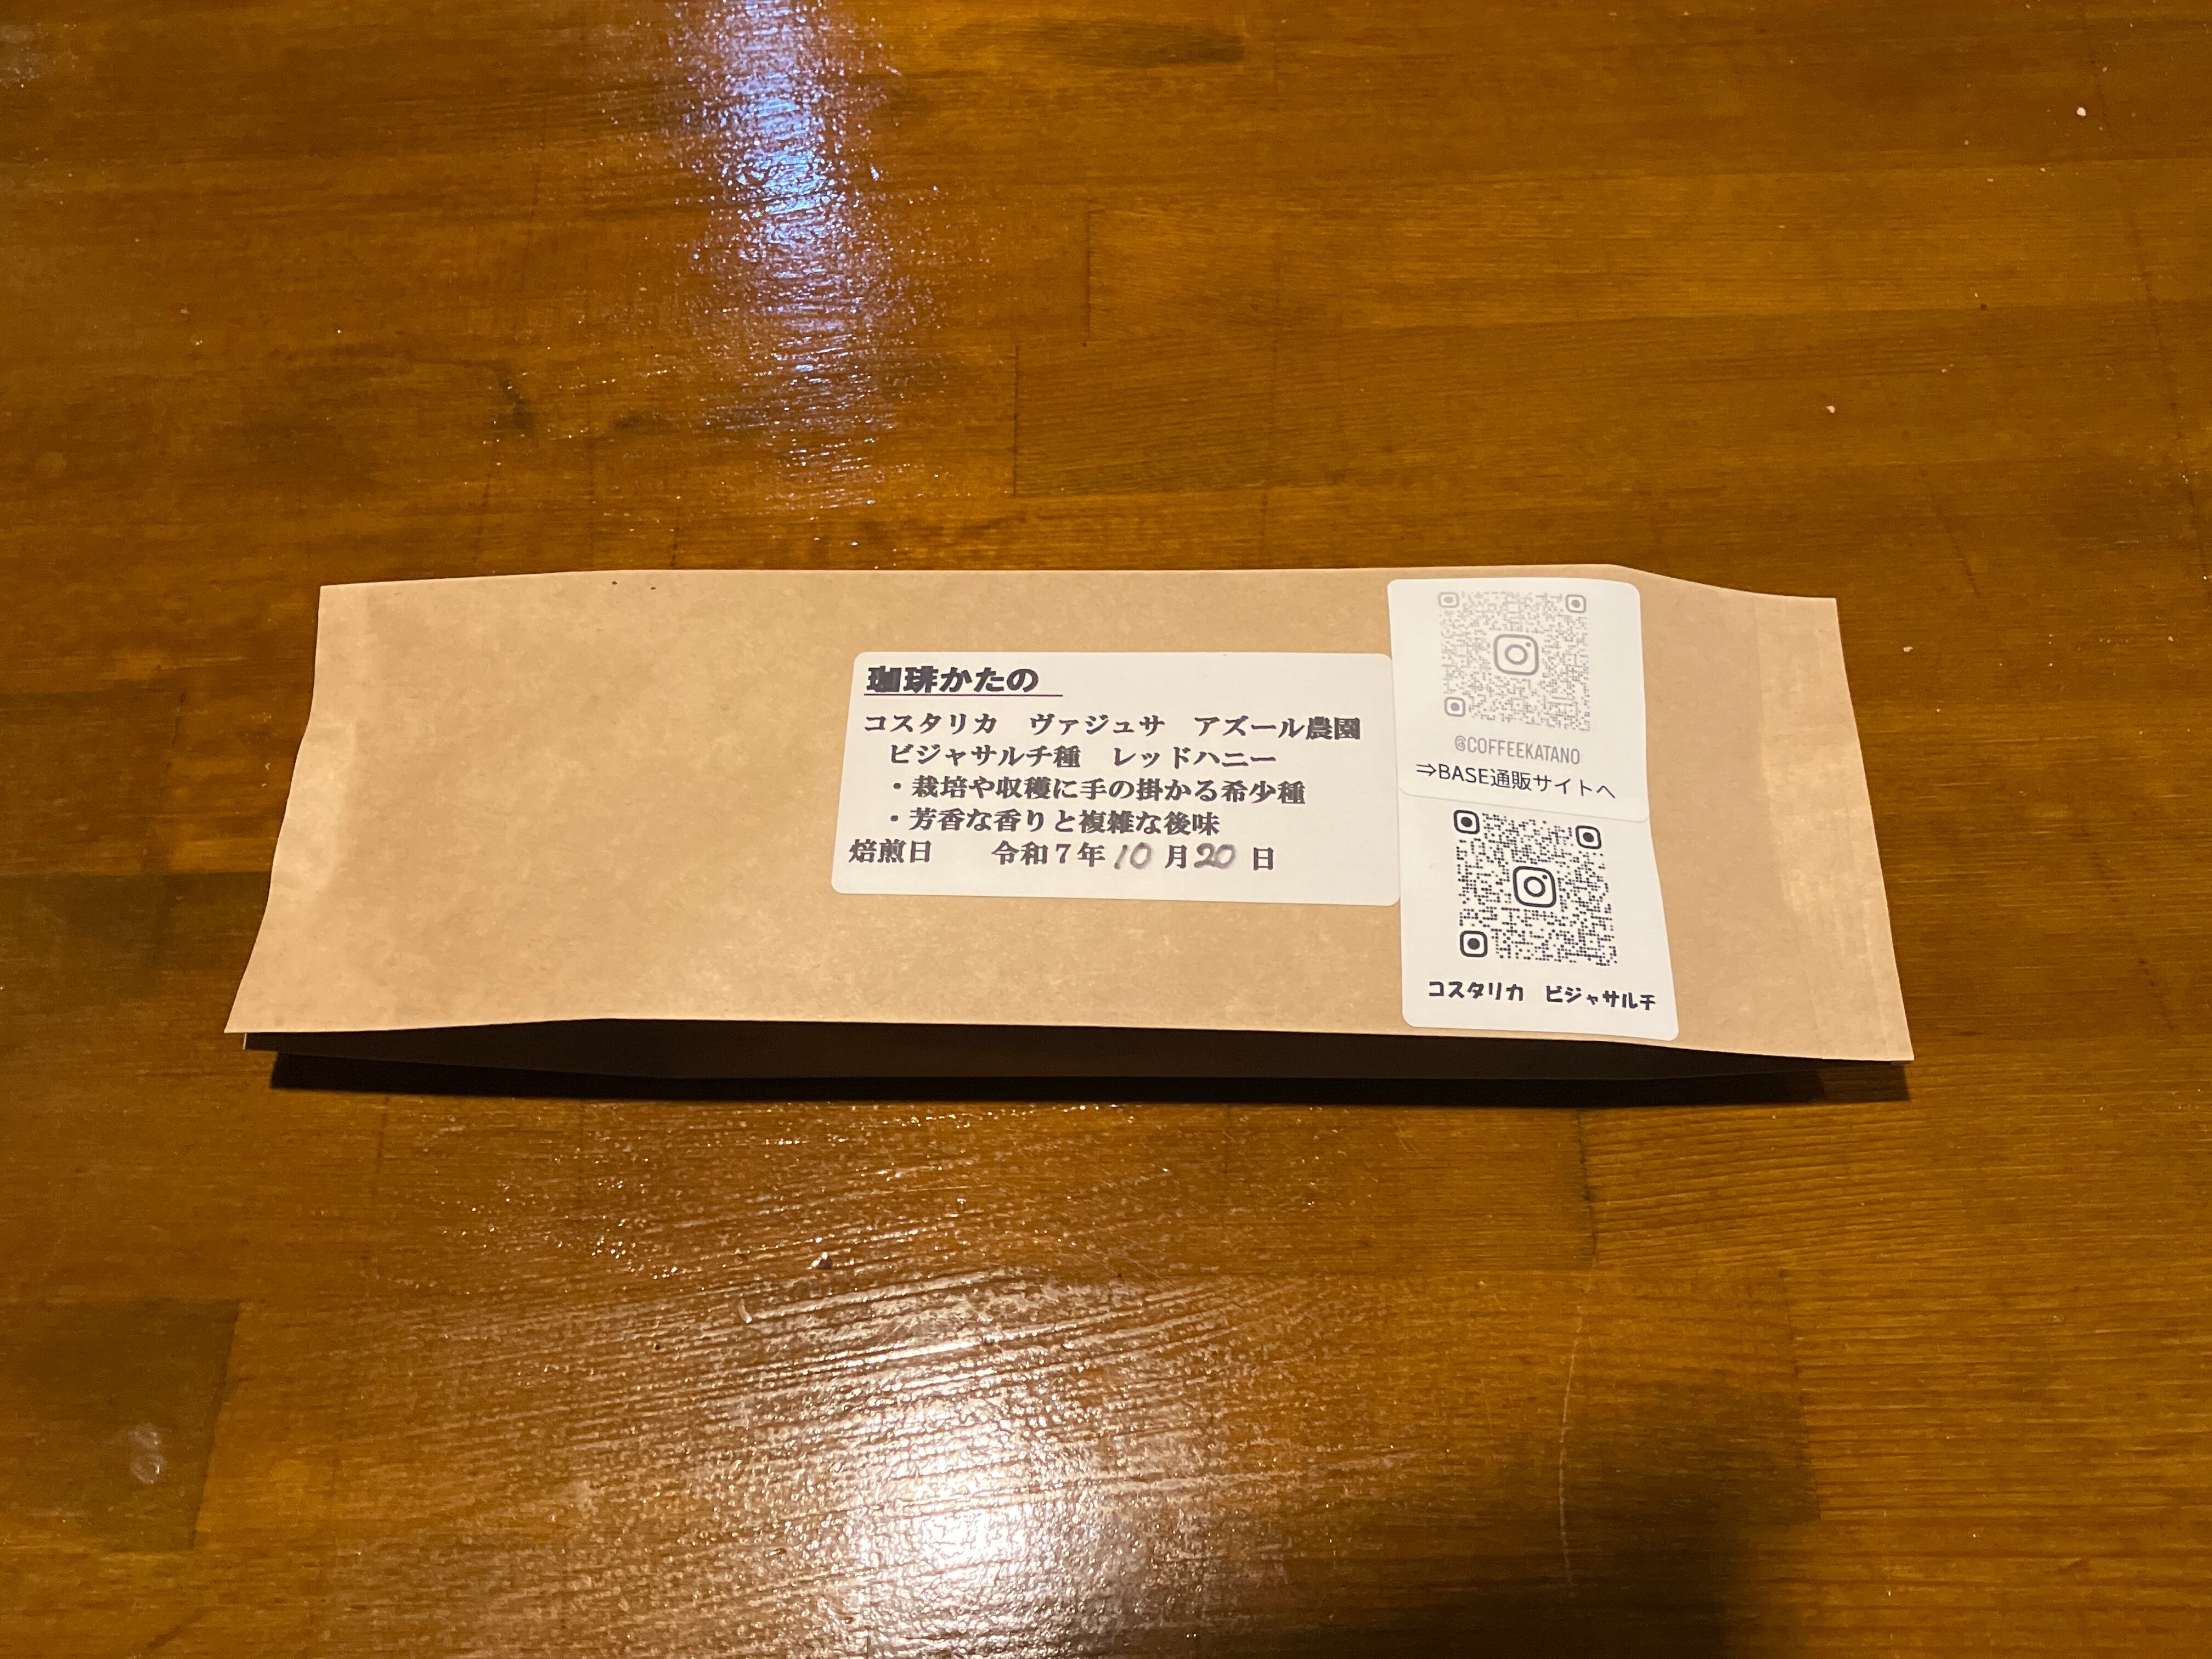 珈琲かたの
コスタリカ　ヴァジュサ　アズール農園
ビジャサルチ種　レッドハニー
・栽培や収穫に手の掛かる希少種
・芳香な香りと複雑な後味
焙煎日　令和７年10月20日
@COFFEEKATANO
⇒BASE通販サイトへ
コスタリカ　ビジャサルチ